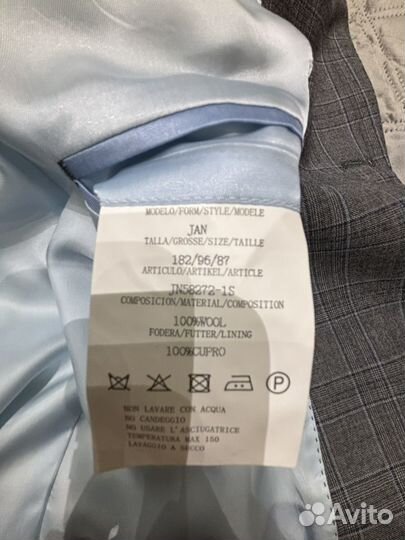 MODELO/FORM/STYLE/MODELE
JAN
TALLA/GROSSE/SIZE/TAILLE
182/96/87
ARTICULO/ARTIKEL/ARTICLE
JN58272-1S
COMPOSICION/MATERIAL/COMPOSITION
100%WOOL
FODERA/FUTTER/LINING
100%CUPRO
P
NON LAVARE CON ACQUA
NO CANDEGGIO
NO USARE L'ASCIUGATRICE
TEMPERATURA MAX 150
LAVAGGIO A SECCO
Avito